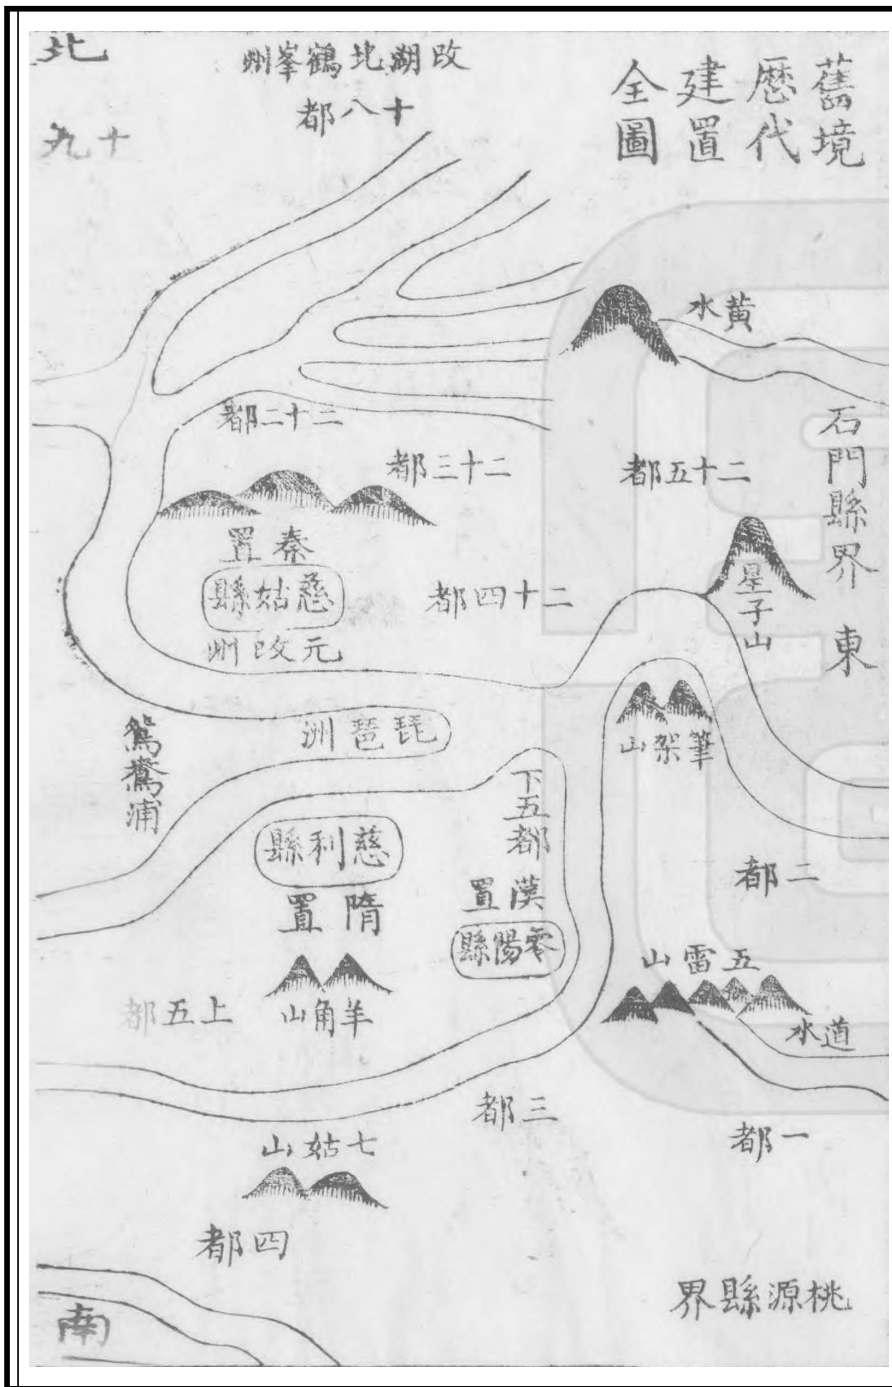 舊境
歷代
建置
全圖
改湖北鶴峯州
十八都
北
十九
黃水
石門縣界 東
二十二都
二十三都
二十五都
秦置
慈姑縣
元改州
二十四都
星子山
琵琶洲
筆架山
鴛鴦浦
下五都
慈利縣
隋置
漢置
零陽縣
二都
五雷山
羊角山
上五都
道水
三都
一都
七姑山
四都
桃源縣界
南